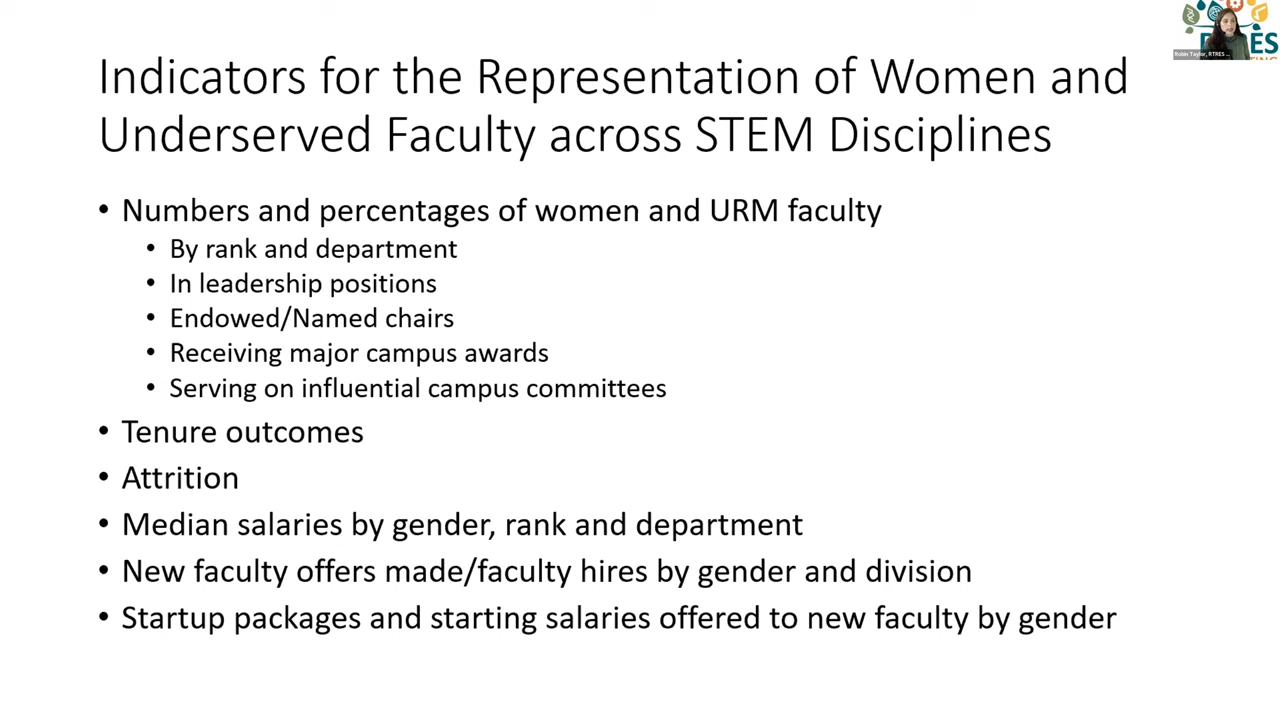 Robin Taylor, RTRES ...
Indicators for the Representation of Women and
Underserved Faculty across STEM Disciplines
• Numbers and percentages of women and URM faculty
• By rank and department
• In leadership positions
• Endowed/Named chairs
• Receiving major campus awards
• Serving on influential campus committees
• Tenure outcomes
• Attrition
• Median salaries by gender, rank and department
• New faculty offers made/faculty hires by gender and division
• Startup packages and starting salaries offered to new faculty by gender